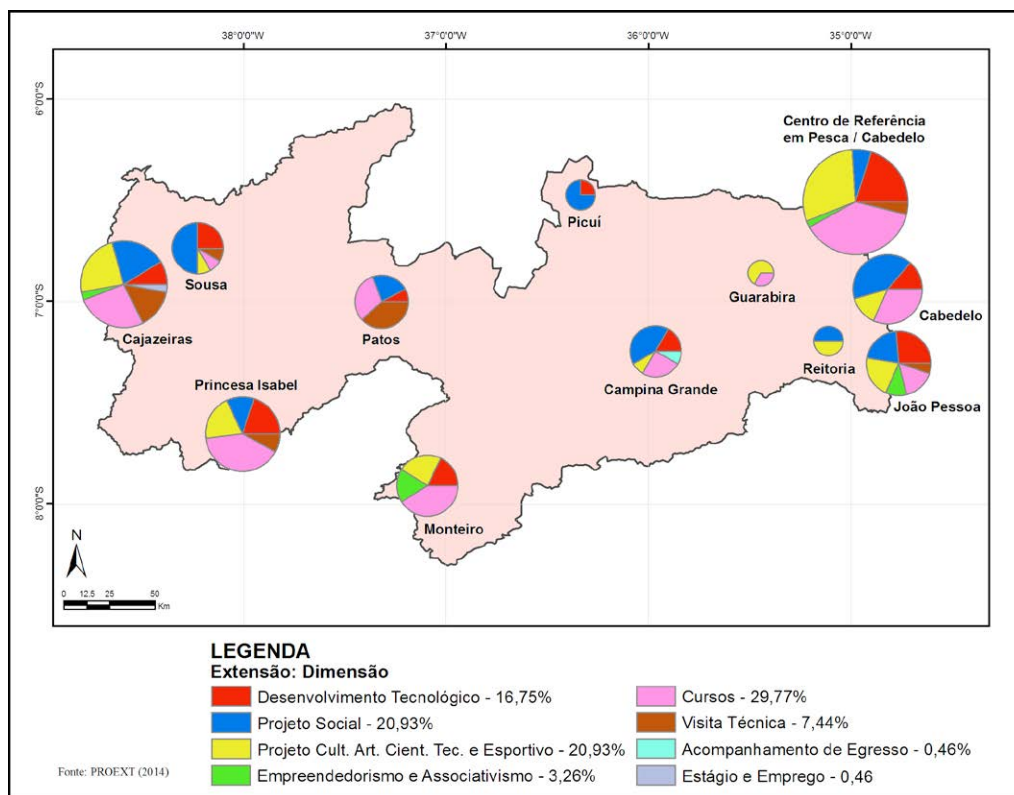 38°0'0"W 37°0'0"W 36°0'0"W 35°0'0"W
6°0'0"S
7°0'0"S
8°0'0"S
Centro de Referência
em Pesca / Cabedelo
Picuí
Sousa
Guarabira
Cabedelo
Cajazeiras
Patos
Reitoria
Campina Grande
João Pessoa
Princesa Isabel
Monteiro
N
0 12.5 25 50
Km
LEGENDA
Extensão: Dimensão
Desenvolvimento Tecnológico - 16,75%
Projeto Social - 20,93%
Projeto Cult. Art. Cient. Tec. e Esportivo - 20,93%
Empreendedorismo e Associativismo - 3,26%
Cursos - 29,77%
Visita Técnica - 7,44%
Acompanhamento de Egresso - 0,46%
Estágio e Emprego - 0,46
Fonte: PROEXT (2014)